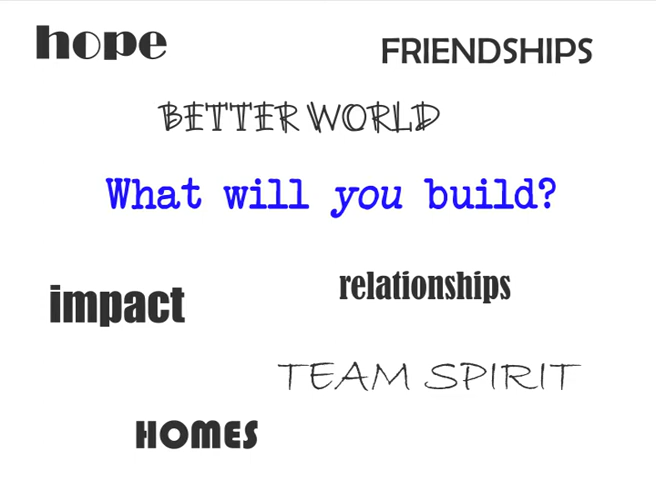 hope
FRIENDSHIPS
BETTER WORLD
What will you build?
relationships
impact
TEAM SPIRIT
HOMES